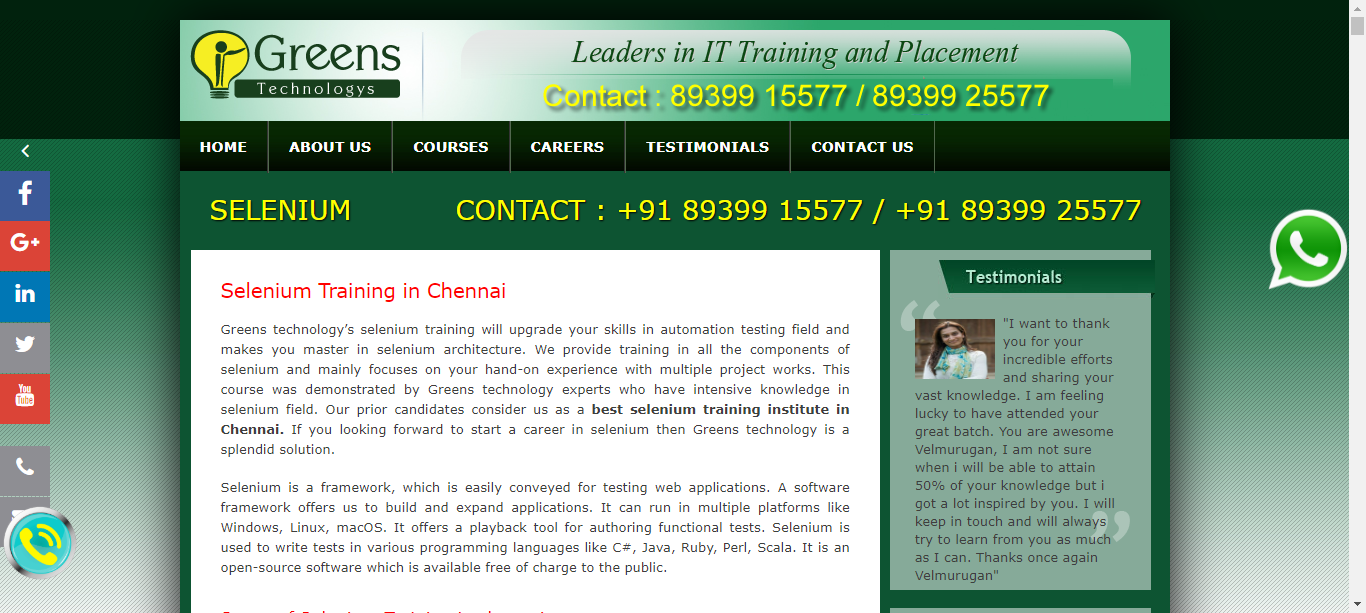 Greens
Technologys
Leaders in IT Training and Placement
Contact : 89399 15577 / 89399 25577
HOME
ABOUT US
COURSES
CAREERS
TESTIMONIALS
CONTACT US
SELENIUM
CONTACT : +91 89399 15577 / +91 89399 25577
G+
in
You
Tube
Selenium Training in Chennai
Greens technology’s selenium training will upgrade your skills in automation testing field and
makes you master in selenium architecture. We provide training in all the components of
selenium and mainly focuses on your hand-on experience with multiple project works. This
course was demonstrated by Greens technology experts who have intensive knowledge in
selenium field. Our prior candidates consider us as a best selenium training institute in
Chennai. If you looking forward to start a career in selenium then Greens technology is a
splendid solution.
Selenium is a framework, which is easily conveyed for testing web applications. A software
framework offers us to build and expand applications. It can run in multiple platforms like
Windows, Linux, macOS. It offers a playback tool for authoring functional tests. Selenium is
used to write tests in various programming languages like C#, Java, Ruby, Perl, Scala. It is an
open-source software which is available free of charge to the public.
Testimonials
"I want to thank
you for your
incredible efforts
and sharing your
vast knowledge. I am feeling
lucky to have attended your
great batch. You are awesome
Velmurugan, I am not sure
when i will be able to attain
50% of your knowledge but i
got a lot inspired by you. I will
keep in touch and will always
try to learn from you as much
as I can. Thanks once again
Velmurugan"